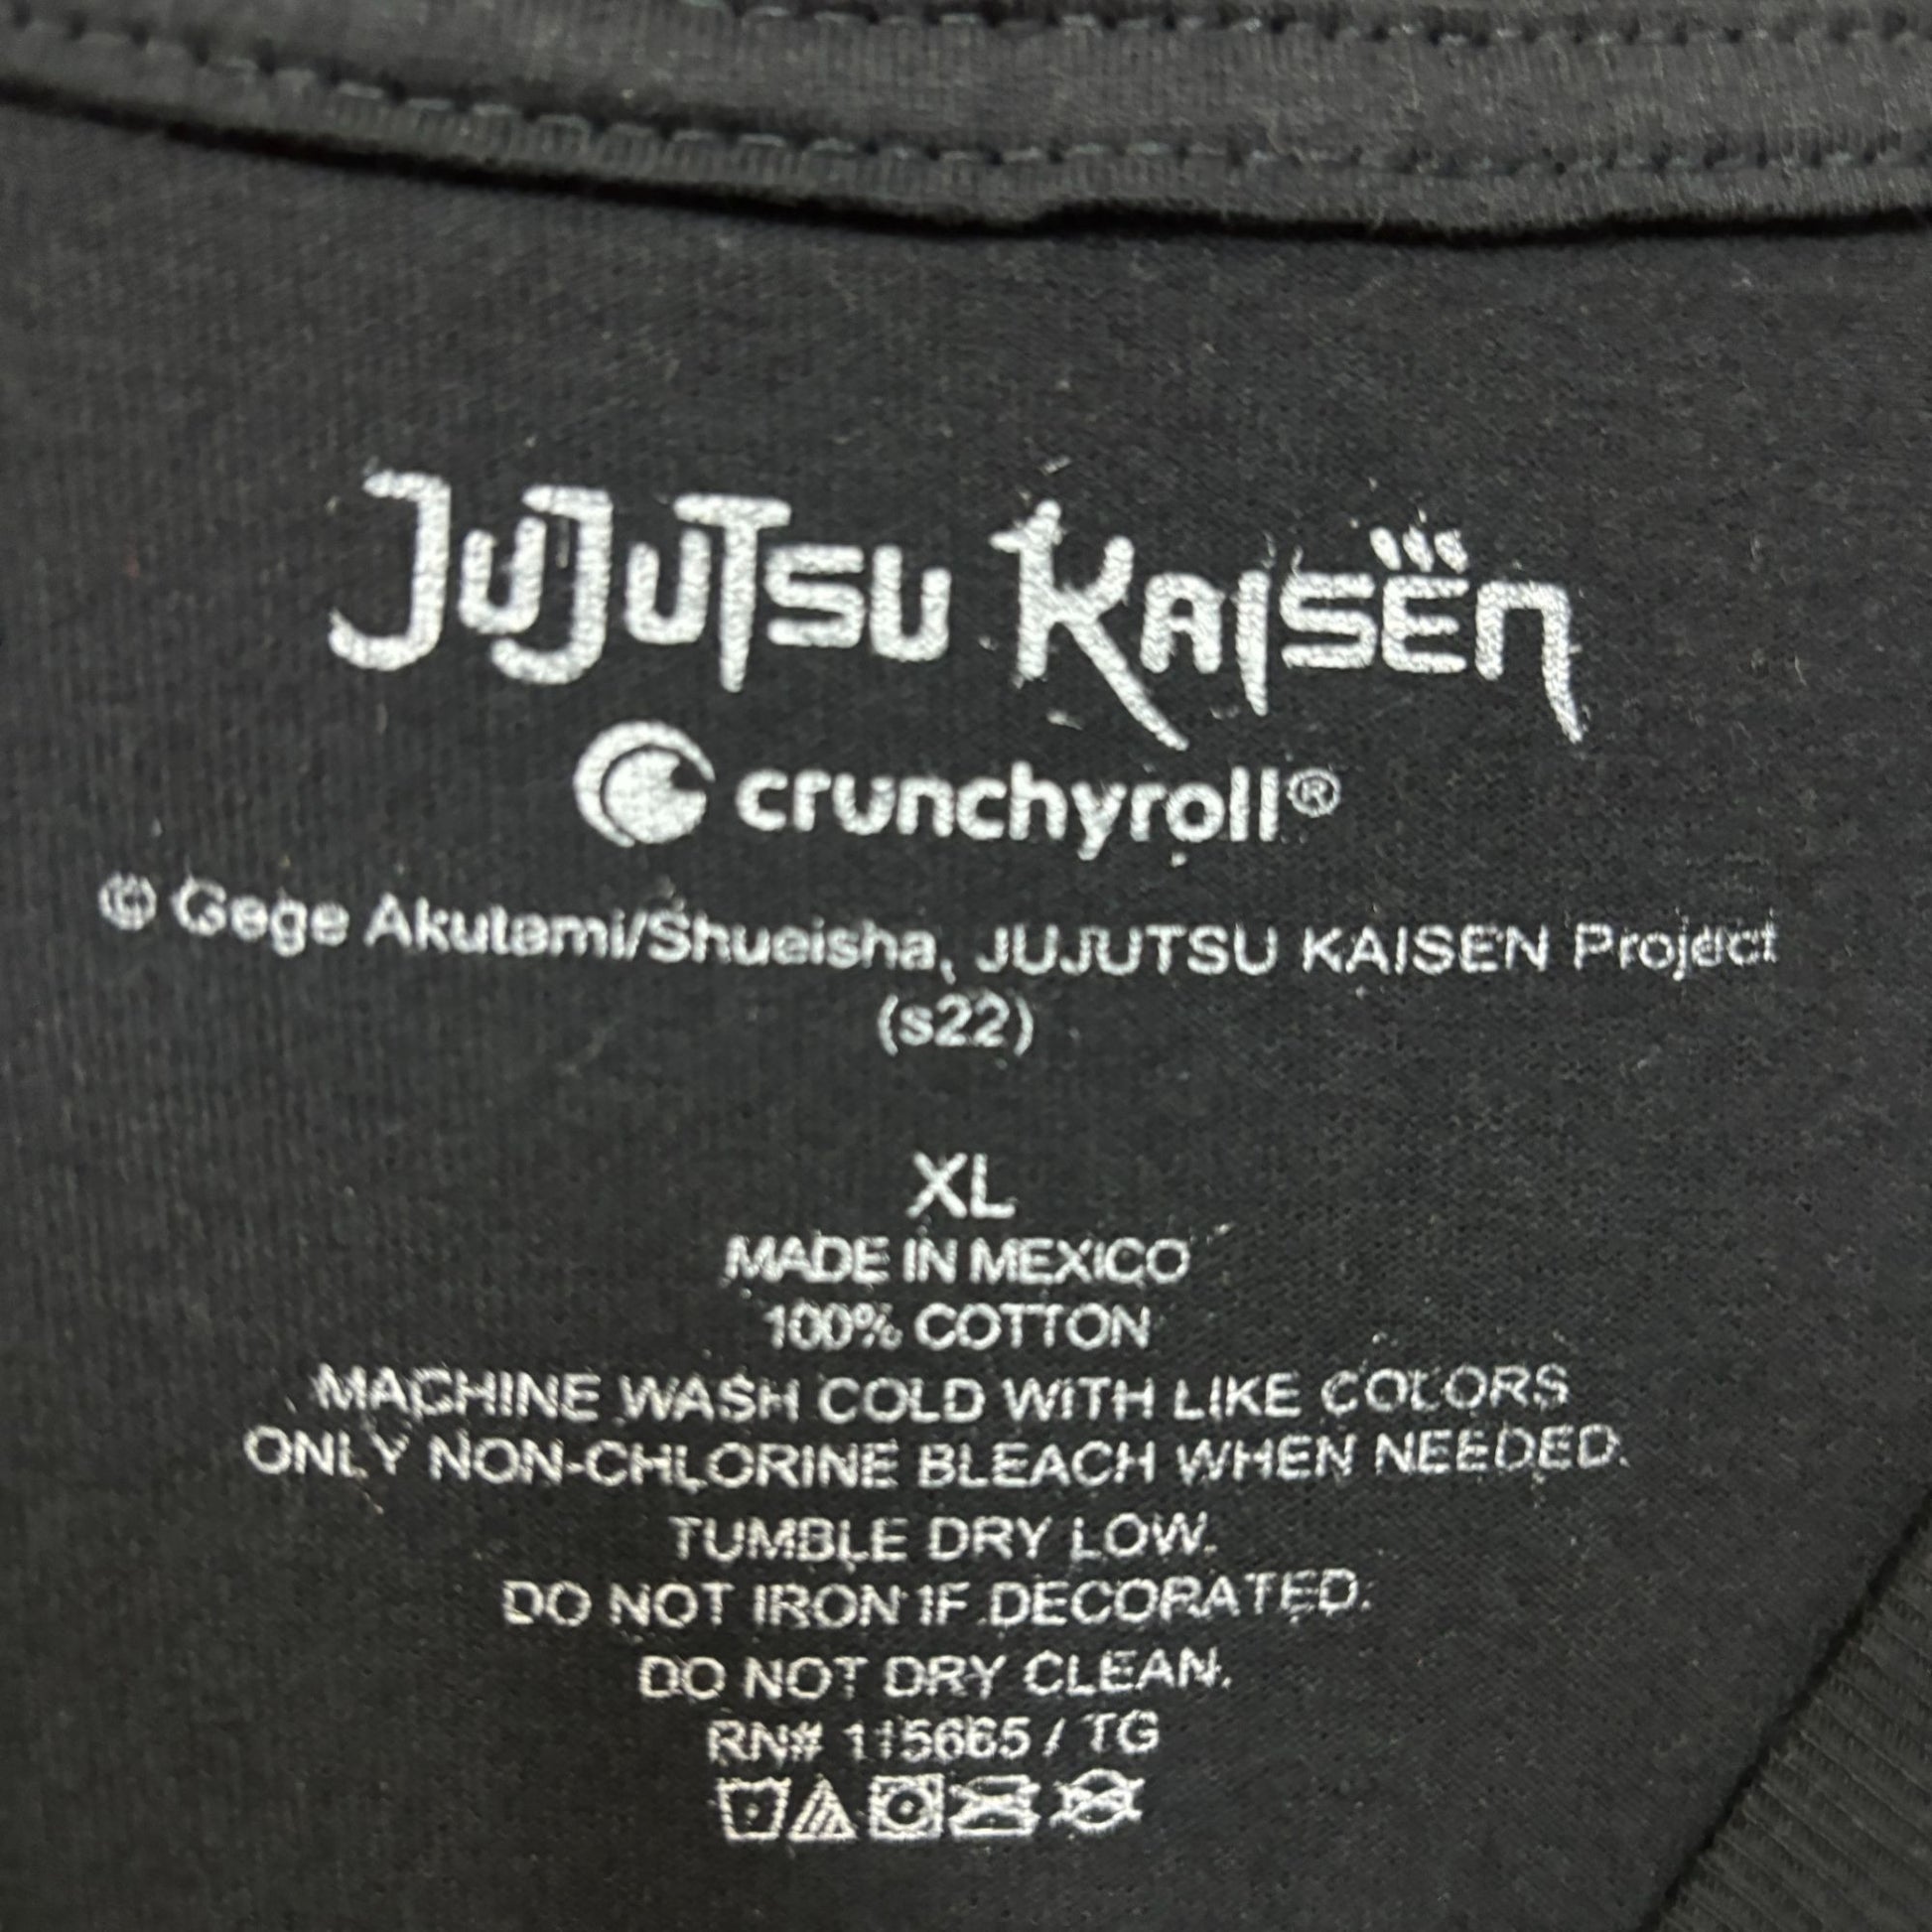 JUJUTSU KAISEN
crunchyroll®
© Gege Akutami/Shueisha, JUJUTSU KAISEN Project
(s22)
XL
MADE IN MEXICO
100% COTTON
MACHINE WASH COLD WITH LIKE COLORS
ONLY NON-CHLORINE BLEACH WHEN NEEDED.
TUMBLE DRY LOW.
DO NOT IRON IF DECORATED.
DO NOT DRY CLEAN.
RN# 115665 / TG